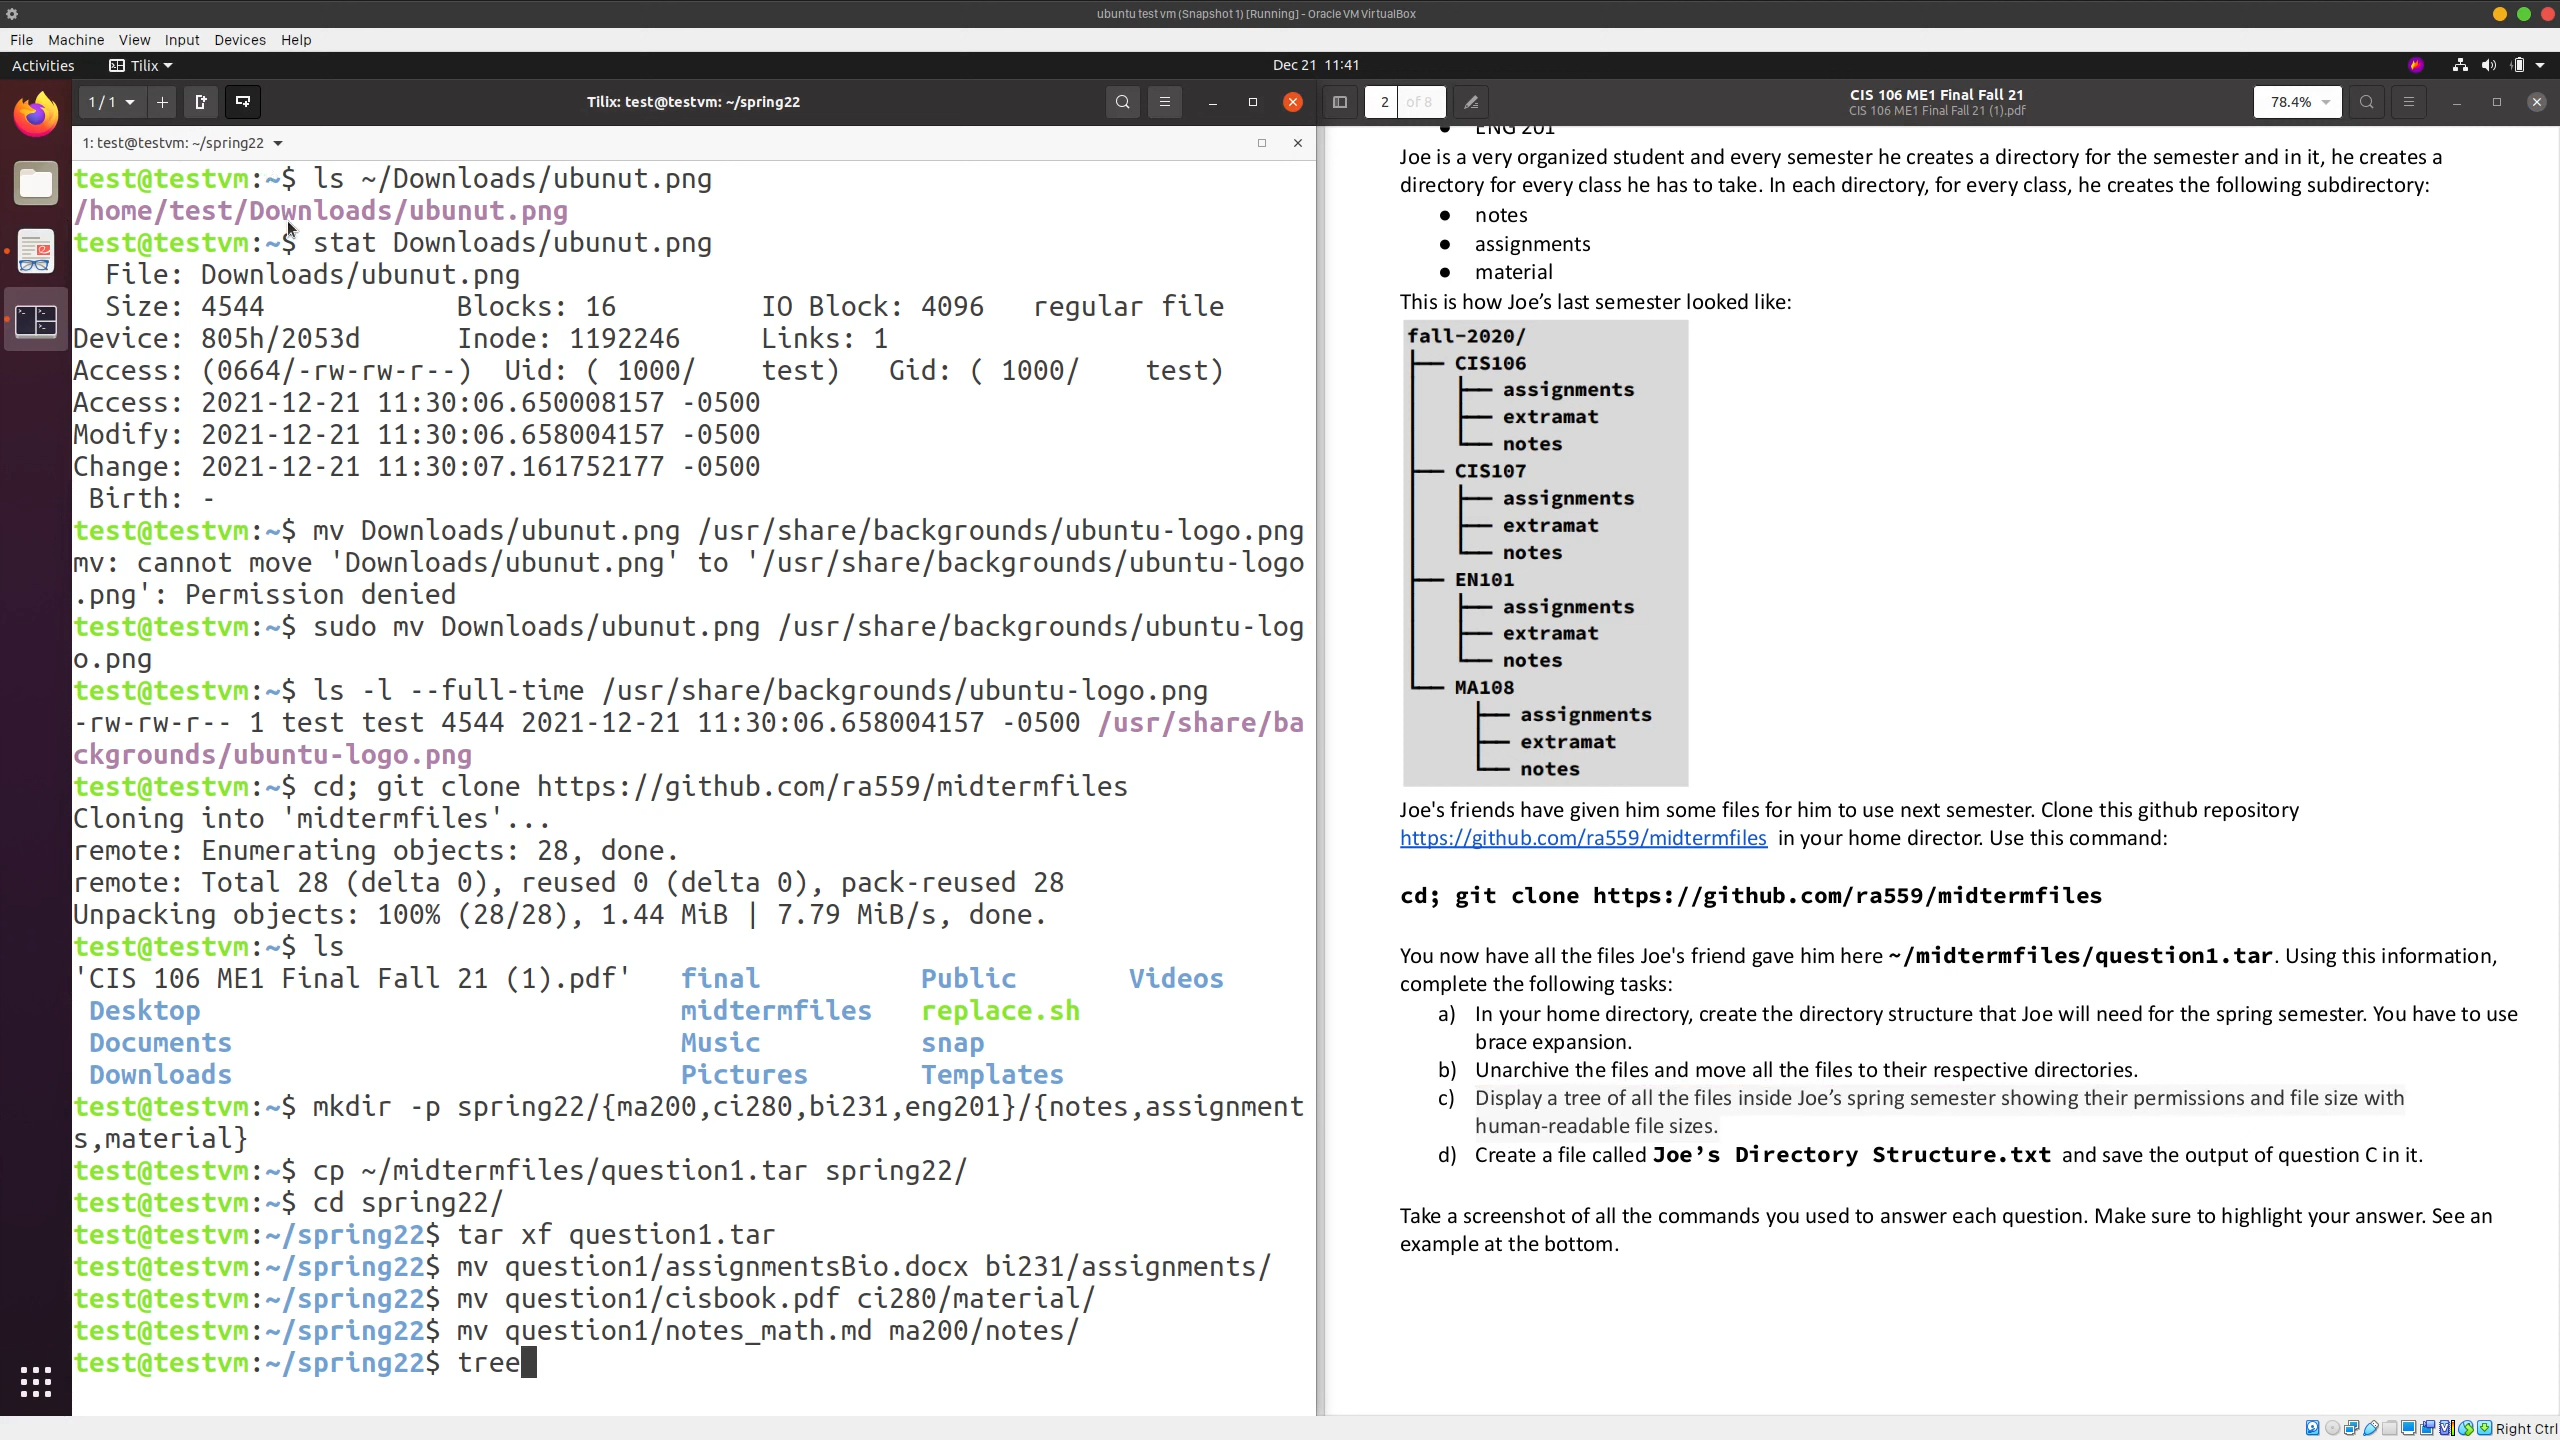 ubuntu test vm (Snapshot 1) [Running] - Oracle VM VirtualBox
File Machine View Input Devices Help
Activities Tilix Dec 21 11:41
1 / 1 Tilix: test@testvm: ~/spring22
1: test@testvm: ~/spring22
test@testvm:~$ ls ~/Downloads/ubunut.png
/home/test/Downloads/ubunut.png
test@testvm:~$ stat Downloads/ubunut.png
  File: Downloads/ubunut.png
  Size: 4544            Blocks: 16         IO Block: 4096   regular file
Device: 805h/2053d      Inode: 1192246     Links: 1
Access: (0664/-rw-rw-r--)  Uid: ( 1000/    test)   Gid: ( 1000/    test)
Access: 2021-12-21 11:30:06.650008157 -0500
Modify: 2021-12-21 11:30:06.658004157 -0500
Change: 2021-12-21 11:30:07.161752177 -0500
 Birth: -
test@testvm:~$ mv Downloads/ubunut.png /usr/share/backgrounds/ubuntu-logo.png
mv: cannot move 'Downloads/ubunut.png' to '/usr/share/backgrounds/ubuntu-logo
.png': Permission denied
test@testvm:~$ sudo mv Downloads/ubunut.png /usr/share/backgrounds/ubuntu-log
o.png
test@testvm:~$ ls -l --full-time /usr/share/backgrounds/ubuntu-logo.png
-rw-rw-r-- 1 test test 4544 2021-12-21 11:30:06.658004157 -0500 /usr/share/ba
ckgrounds/ubuntu-logo.png
test@testvm:~$ cd; git clone https://github.com/ra559/midtermfiles
Cloning into 'midtermfiles'...
remote: Enumerating objects: 28, done.
remote: Total 28 (delta 0), reused 0 (delta 0), pack-reused 28
Unpacking objects: 100% (28/28), 1.44 MiB | 7.79 MiB/s, done.
test@testvm:~$ ls
'CIS 106 ME1 Final Fall 21 (1).pdf'   final          Public       Videos
 Desktop                              midtermfiles   replace.sh
 Documents                            Music          snap
 Downloads                            Pictures       Templates
test@testvm:~$ mkdir -p spring22/{ma200,ci280,bi231,eng201}/{notes,assignment
s,material}
test@testvm:~$ cp ~/midtermfiles/question1.tar spring22/
test@testvm:~$ cd spring22/
test@testvm:~/spring22$ tar xf question1.tar
test@testvm:~/spring22$ mv question1/assignmentsBio.docx bi231/assignments/
test@testvm:~/spring22$ mv question1/cisbook.pdf ci280/material/
test@testvm:~/spring22$ mv question1/notes_math.md ma200/notes/
test@testvm:~/spring22$ tree
2 of 8 CIS 106 ME1 Final Fall 21 78.4%
CIS 106 ME1 Final Fall 21 (1).pdf
● ENG 201
Joe is a very organized student and every semester he creates a directory for the semester and in it, he creates a
directory for every class he has to take. In each directory, for every class, he creates the following subdirectory:
● notes
● assignments
● material
This is how Joe’s last semester looked like:
fall-2020/
├── CIS106
│   ├── assignments
│   ├── extramat
│   └── notes
├── CIS107
│   ├── assignments
│   ├── extramat
│   └── notes
├── EN101
│   ├── assignments
│   ├── extramat
│   └── notes
└── MA108
    ├── assignments
    ├── extramat
    └── notes
Joe's friends have given him some files for him to use next semester. Clone this github repository
https://github.com/ra559/midtermfiles in your home director. Use this command:
cd; git clone https://github.com/ra559/midtermfiles
You now have all the files Joe's friend gave him here ~/midtermfiles/question1.tar. Using this information,
complete the following tasks:
a) In your home directory, create the directory structure that Joe will need for the spring semester. You have to use
brace expansion.
b) Unarchive the files and move all the files to their respective directories.
c) Display a tree of all the files inside Joe’s spring semester showing their permissions and file size with
human-readable file sizes.
d) Create a file called Joe’s Directory Structure.txt and save the output of question C in it.
Take a screenshot of all the commands you used to answer each question. Make sure to highlight your answer. See an
example at the bottom.
Right Ctrl